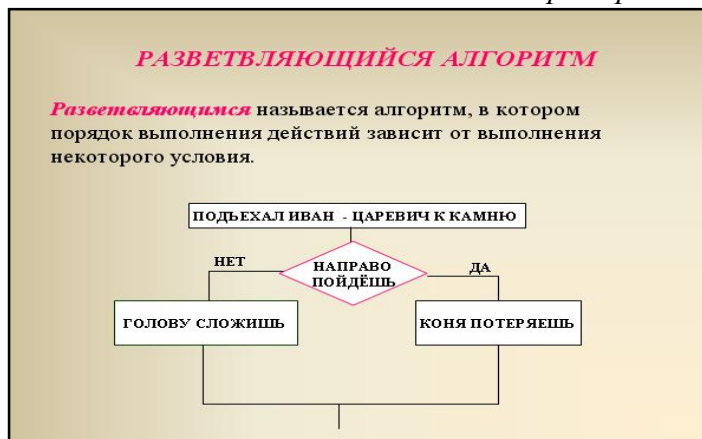 РАЗВЕТВЛЯЮЩИЙСЯ АЛГОРИТМ
Разветвляющимся называется алгоритм, в котором
порядок выполнения действий зависит от выполнения
некоторого условия.
ПОДЪЕХАЛ ИВАН - ЦАРЕВИЧ К КАМНЮ
НЕТ
НАПРАВО
ПОЙДЁШЬ
ДА
ГОЛОВУ СЛОЖИШЬ
КОНЯ ПОТЕРЯЕШЬ